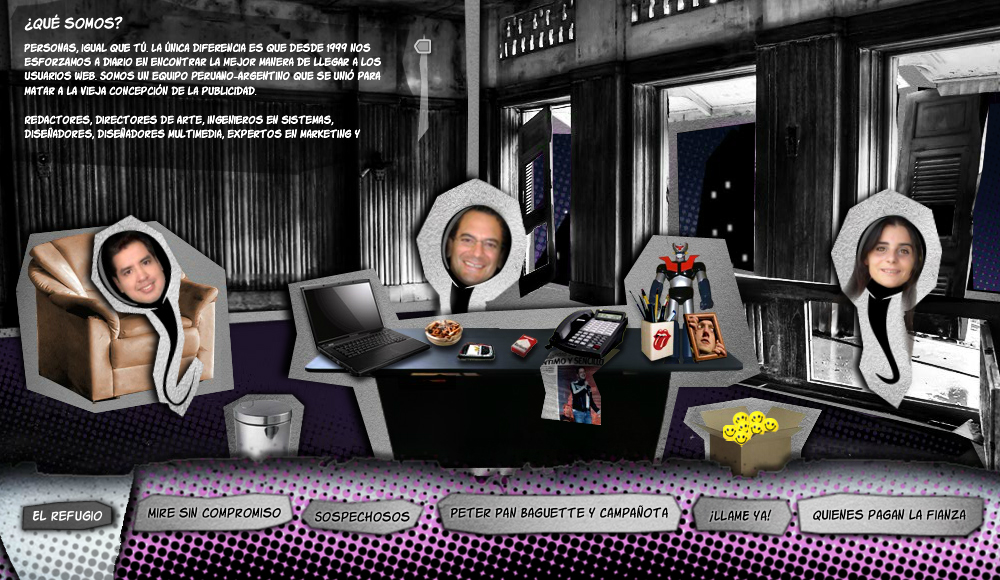 ¿QUÉ SOMOS?
PERSONAS, IGUAL QUE TÚ. LA ÚNICA DIFERENCIA ES QUE DESDE 1999 NOS
ESFORZAMOS A DIARIO EN ENCONTRAR LA MEJOR MANERA DE LLEGAR A LOS
USUARIOS WEB. SOMOS UN EQUIPO PERUANO-ARGENTINO QUE SE UNIÓ PARA
MATAR A LA VIEJA CONCEPCIÓN DE LA PUBLICIDAD.
REDACTORES, DIRECTORES DE ARTE, INGENIEROS EN SISTEMAS,
DISEÑADORES, DISEÑADORES MULTIMEDIA, EXPERTOS EN MARKETING Y
EL REFUGIO
MIRE SIN COMPROMISO
SOSPECHOSOS
PETER PAN BAGUETTE Y CAMPAÑOTA
¡LLAME YA!
QUIENES PAGAN LA FIANZA